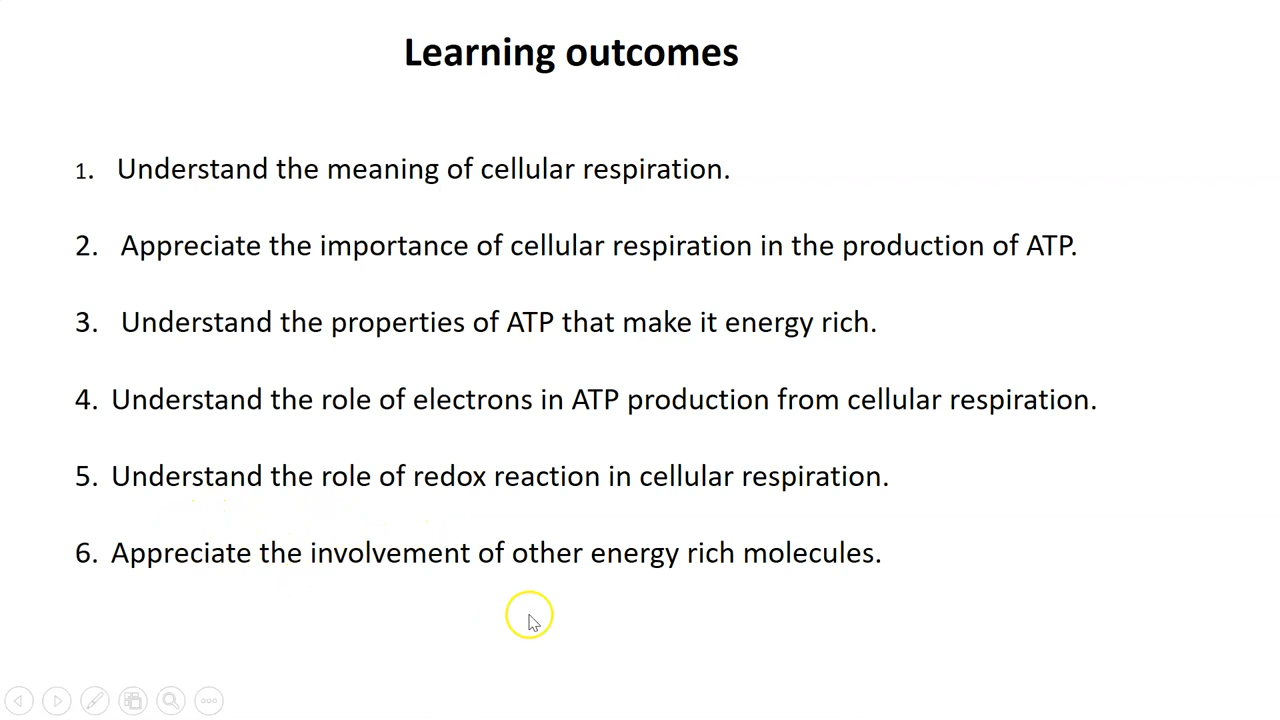 Learning outcomes
1. Understand the meaning of cellular respiration.
2. Appreciate the importance of cellular respiration in the production of ATP.
3. Understand the properties of ATP that make it energy rich.
4. Understand the role of electrons in ATP production from cellular respiration.
5. Understand the role of redox reaction in cellular respiration.
6. Appreciate the involvement of other energy rich molecules.